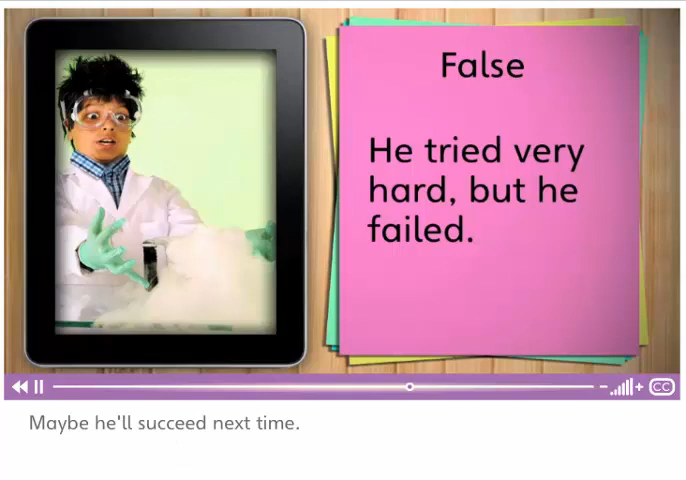 False
He tried very
hard, but he
failed.
CC
Maybe he'll succeed next time.